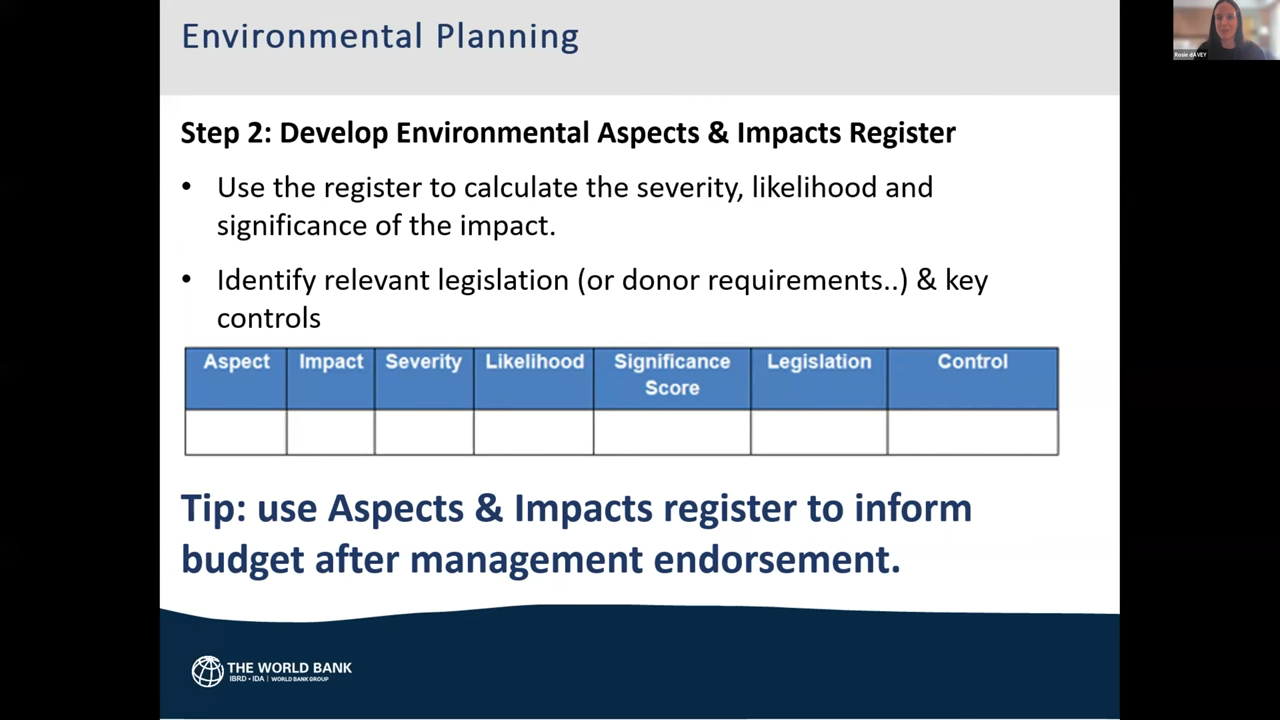 Environmental Planning
Step 2: Develop Environmental Aspects & Impacts Register
• Use the register to calculate the severity, likelihood and
significance of the impact.
• Identify relevant legislation (or donor requirements..) & key
controls
Aspect Impact Severity Likelihood Significance Score Legislation Control
Tip: use Aspects & Impacts register to inform
budget after management endorsement.
THE WORLD BANK
IBRD • IDA | WORLD BANK GROUP
Rosie dAVEY